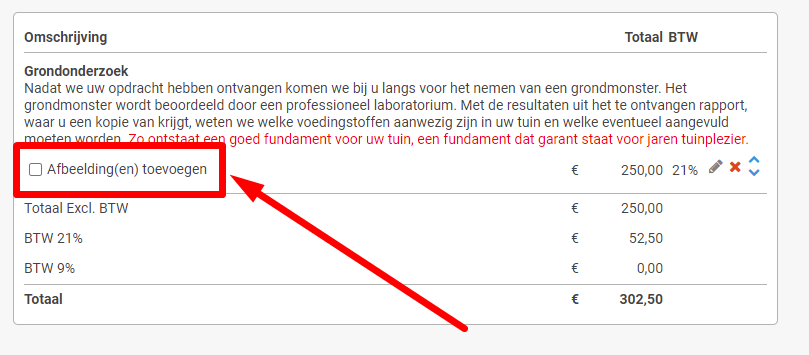 Omschrijving Totaal BTW
Grondonderzoek
Nadat we uw opdracht hebben ontvangen komen we bij u langs voor het nemen van een grondmonster. Het
grondmonster wordt beoordeeld door een professioneel laboratorium. Met de resultaten uit het te ontvangen rapport,
waar u een kopie van krijgt, weten we welke voedingstoffen aanwezig zijn in uw tuin en welke eventueel aangevuld
moeten worden. Zo ontstaat een goed fundament voor uw tuin, een fundament dat garant staat voor jaren tuinplezier.
Afbeelding(en) toevoegen € 250,00 21%
Totaal Excl. BTW € 250,00
BTW 21% € 52,50
BTW 9% € 0,00
Totaal € 302,50